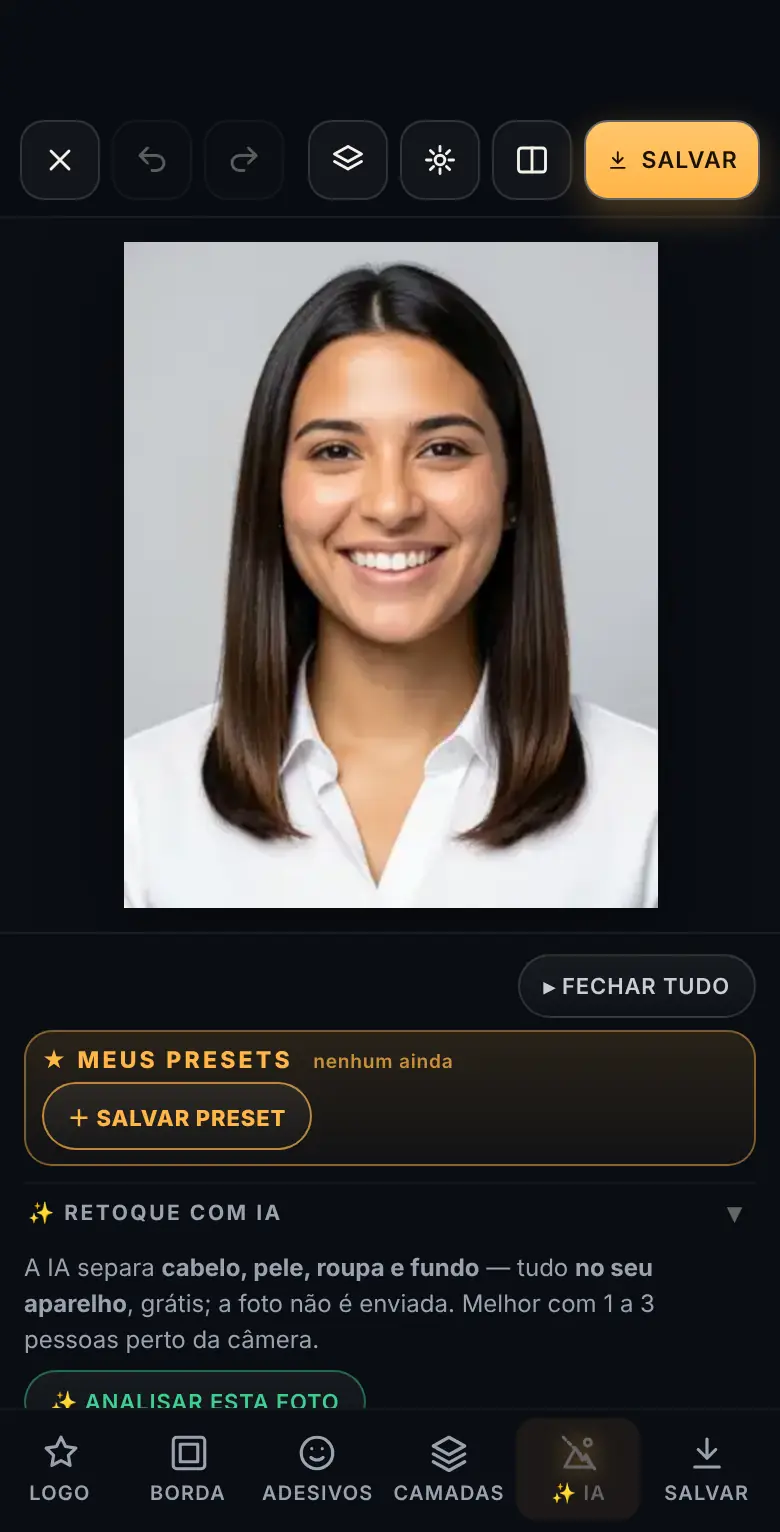 SALVAR
▸ FECHAR TUDO
★ MEUS PRESETS nenhum ainda
+ SALVAR PRESET
✨ RETOQUE COM IA ▼
A IA separa cabelo, pele, roupa e fundo — tudo no seu
aparelho, grátis; a foto não é enviada. Melhor com 1 a 3
pessoas perto da câmera.
✨ ANALISAR ESTA FOTO
LOGO BORDA ADESIVOS CAMADAS ✨ IA SALVAR